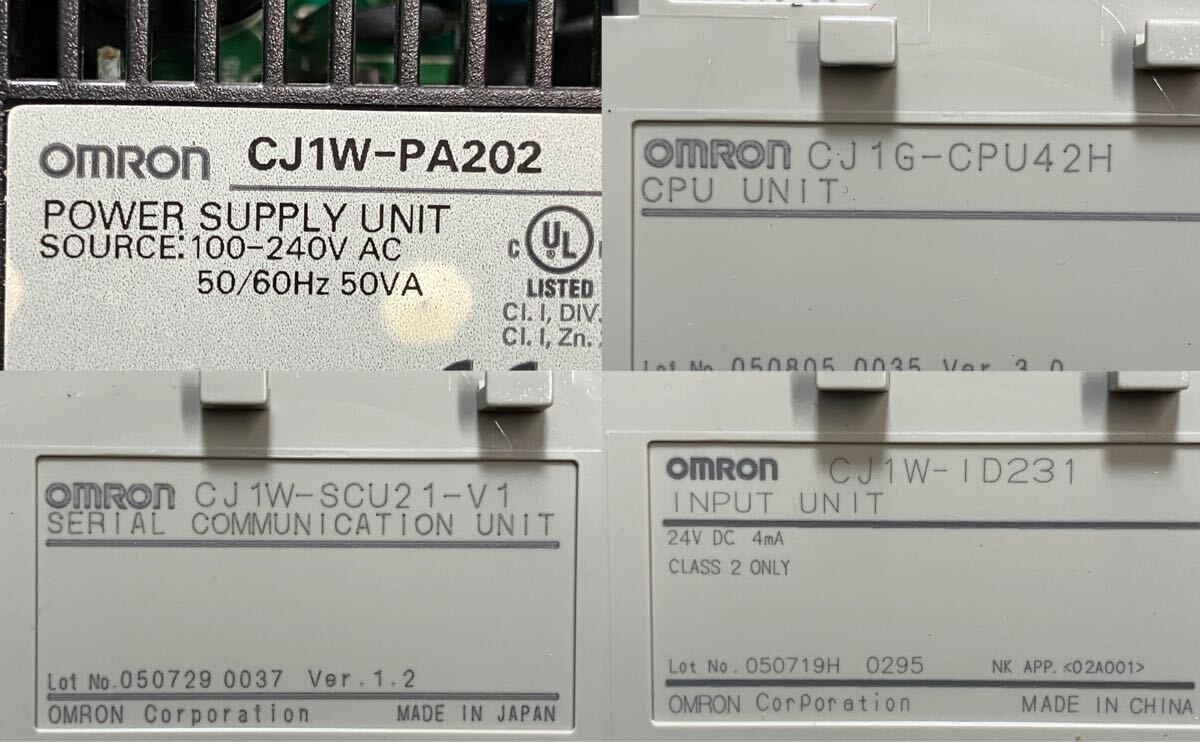 OMRON CJ1W-PA202
POWER SUPPLY UNIT
SOURCE: 100-240V AC
50/60Hz 50VA
C UL
LISTED
Cl. I, DIV.
Cl. I, Zn.
OMRON CJ1G-CPU42H
CPU UNIT
Lot No. 050805 0035 Ver. 3.0
OMRON CJ1W-SCU21-V1
SERIAL COMMUNICATION UNIT
Lot No. 050729 0037 Ver.1.2
OMRON Corporation MADE IN JAPAN
OMRON CJ1W-ID231
INPUT UNIT
24V DC 4mA
CLASS 2 ONLY
Lot No. 050719H 0295 NK APP. <02A001>
OMRON CorPoration MADE IN CHINA